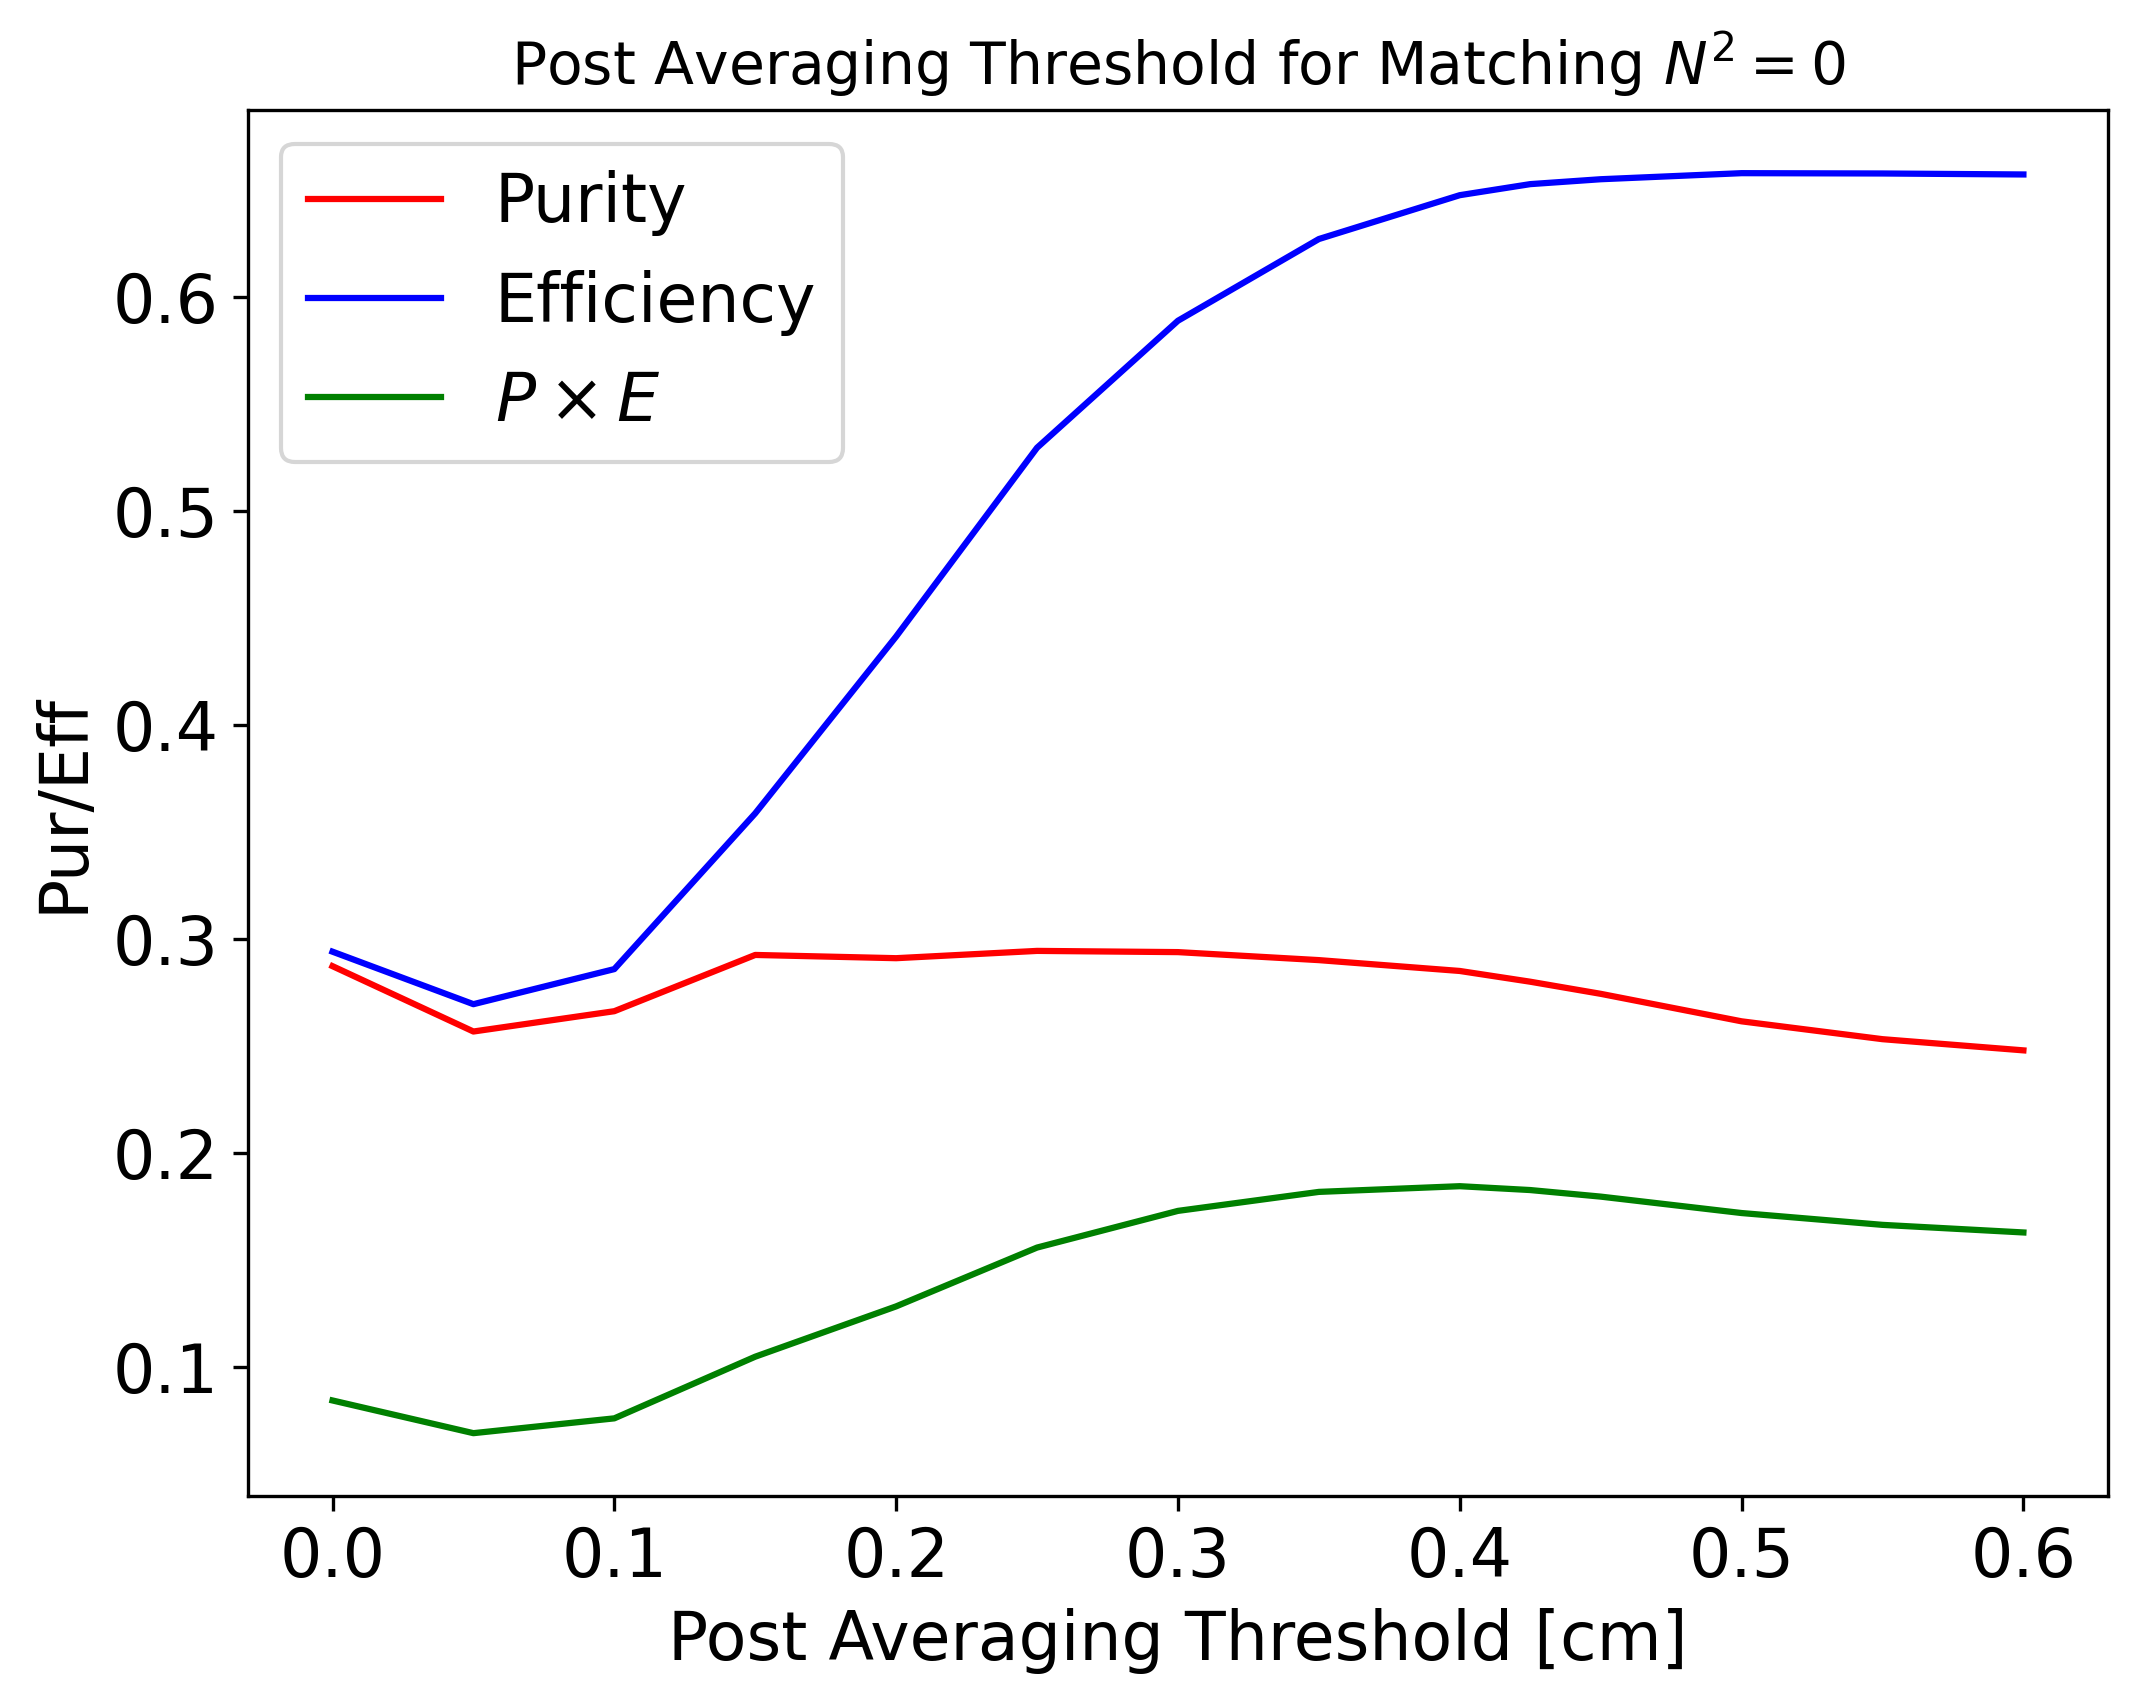 Post Averaging Threshold for Matching N² = 0
Purity
Efficiency
P × E
Pur/Eff
0.6
0.5
0.4
0.3
0.2
0.1
0.0 0.1 0.2 0.3 0.4 0.5 0.6
Post Averaging Threshold [cm]